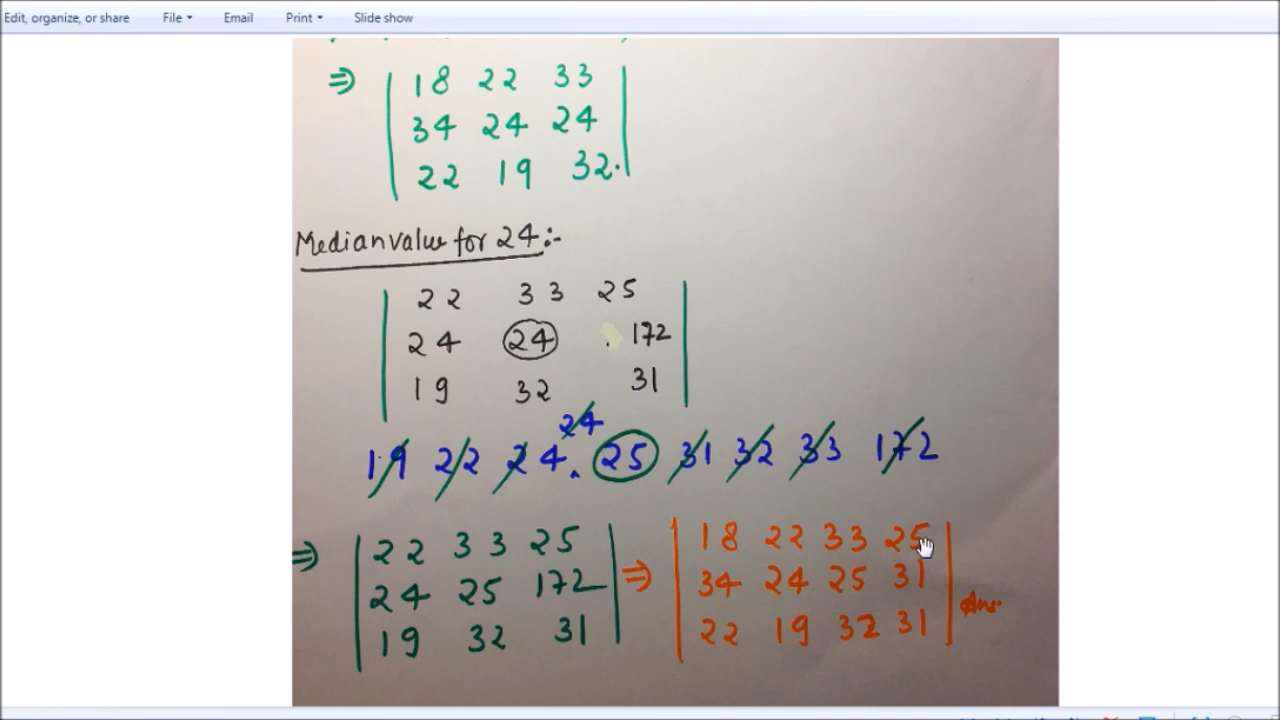 Edit, organize, or share File Email Print Slide show
⇒ | 18 22 33 |
| 34 24 24 |
| 22 19 32. |
Median value for 24:-
| 22 33 25 |
| 24 24 . 172 |
| 19 32 31 |
24
19 22 24. 25 31 32 33 172
⇒ | 22 33 25 | ⇒ | 18 22 33 25 |
| 24 25 172 | | 34 24 25 31 | Ans
| 19 32 31 | | 22 19 32 31 |